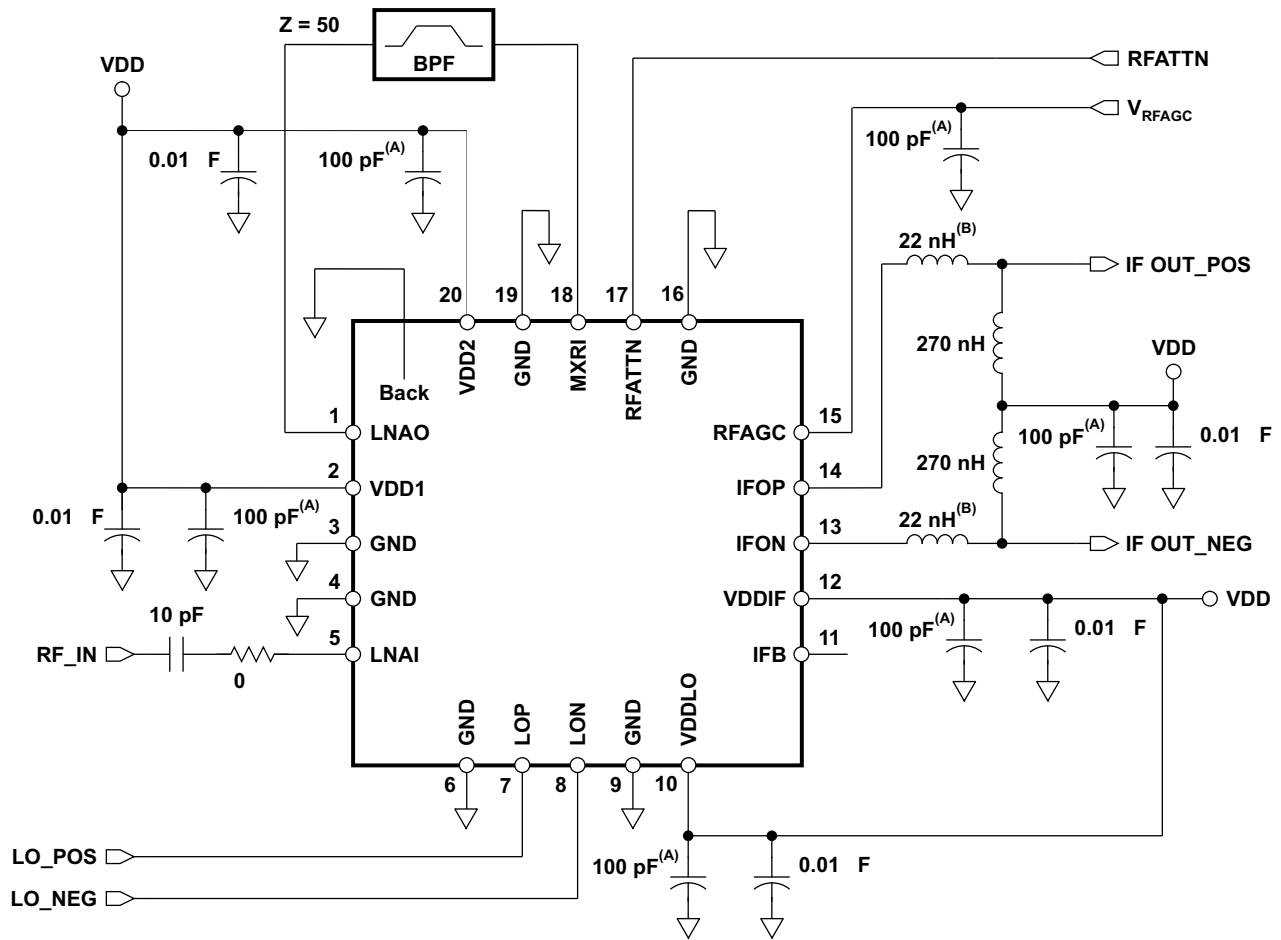 Z = 50
BPF
VDD
RFATTN
V_RFAGC
0.01 F
100 pF(A)
100 pF(A)
22 nH(B)
IF OUT_POS
20
19
18
17
16
VDD2
GND
MXRI
RFATTN
GND
270 nH
VDD
Back
1
LNAO
RFAGC
15
100 pF(A)
0.01 F
2
VDD1
IFOP
14
270 nH
0.01 F
100 pF(A)
3
GND
IFON
13
22 nH(B)
IF OUT_NEG
4
GND
VDDIF
12
VDD
10 pF
100 pF(A)
0.01 F
RF_IN
0
5
LNAI
IFB
11
GND
LOP
LON
GND
VDDLO
6
7
8
9
10
LO_POS
100 pF(A)
0.01 F
LO_NEG